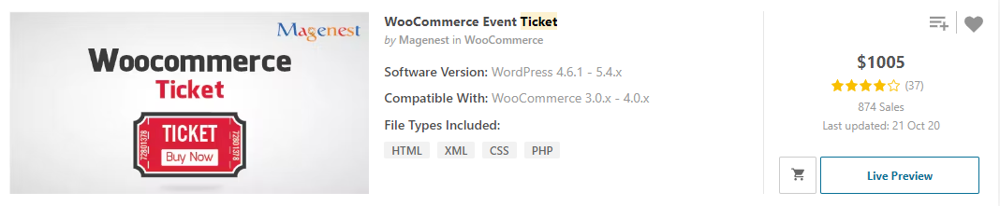 Magenest
Woocommerce
Ticket
TICKET
Buy Now
72801378
72801378
WooCommerce Event Ticket
by Magenest in WooCommerce
Software Version: WordPress 4.6.1 - 5.4.x
Compatible With: WooCommerce 3.0.x - 4.0.x
File Types Included:
HTML XML CSS PHP
$1005
(37)
874 Sales
Last updated: 21 Oct 20
Live Preview